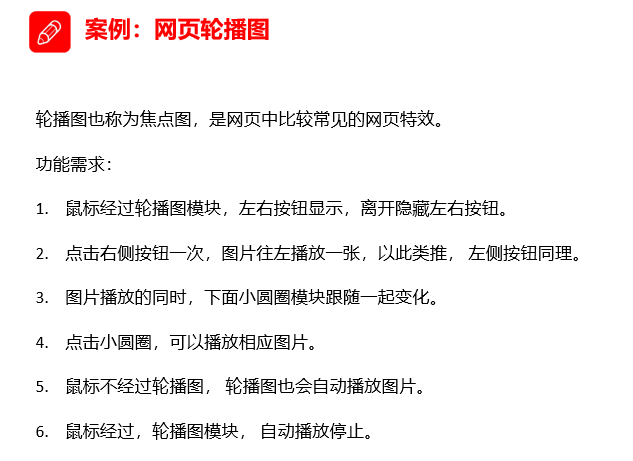 案例：网页轮播图
轮播图也称为焦点图，是网页中比较常见的网页特效。
功能需求：
1. 鼠标经过轮播图模块，左右按钮显示，离开隐藏左右按钮。
2. 点击右侧按钮一次，图片往左播放一张，以此类推， 左侧按钮同理。
3. 图片播放的同时，下面小圆圈模块跟随一起变化。
4. 点击小圆圈，可以播放相应图片。
5. 鼠标不经过轮播图， 轮播图也会自动播放图片。
6. 鼠标经过，轮播图模块， 自动播放停止。